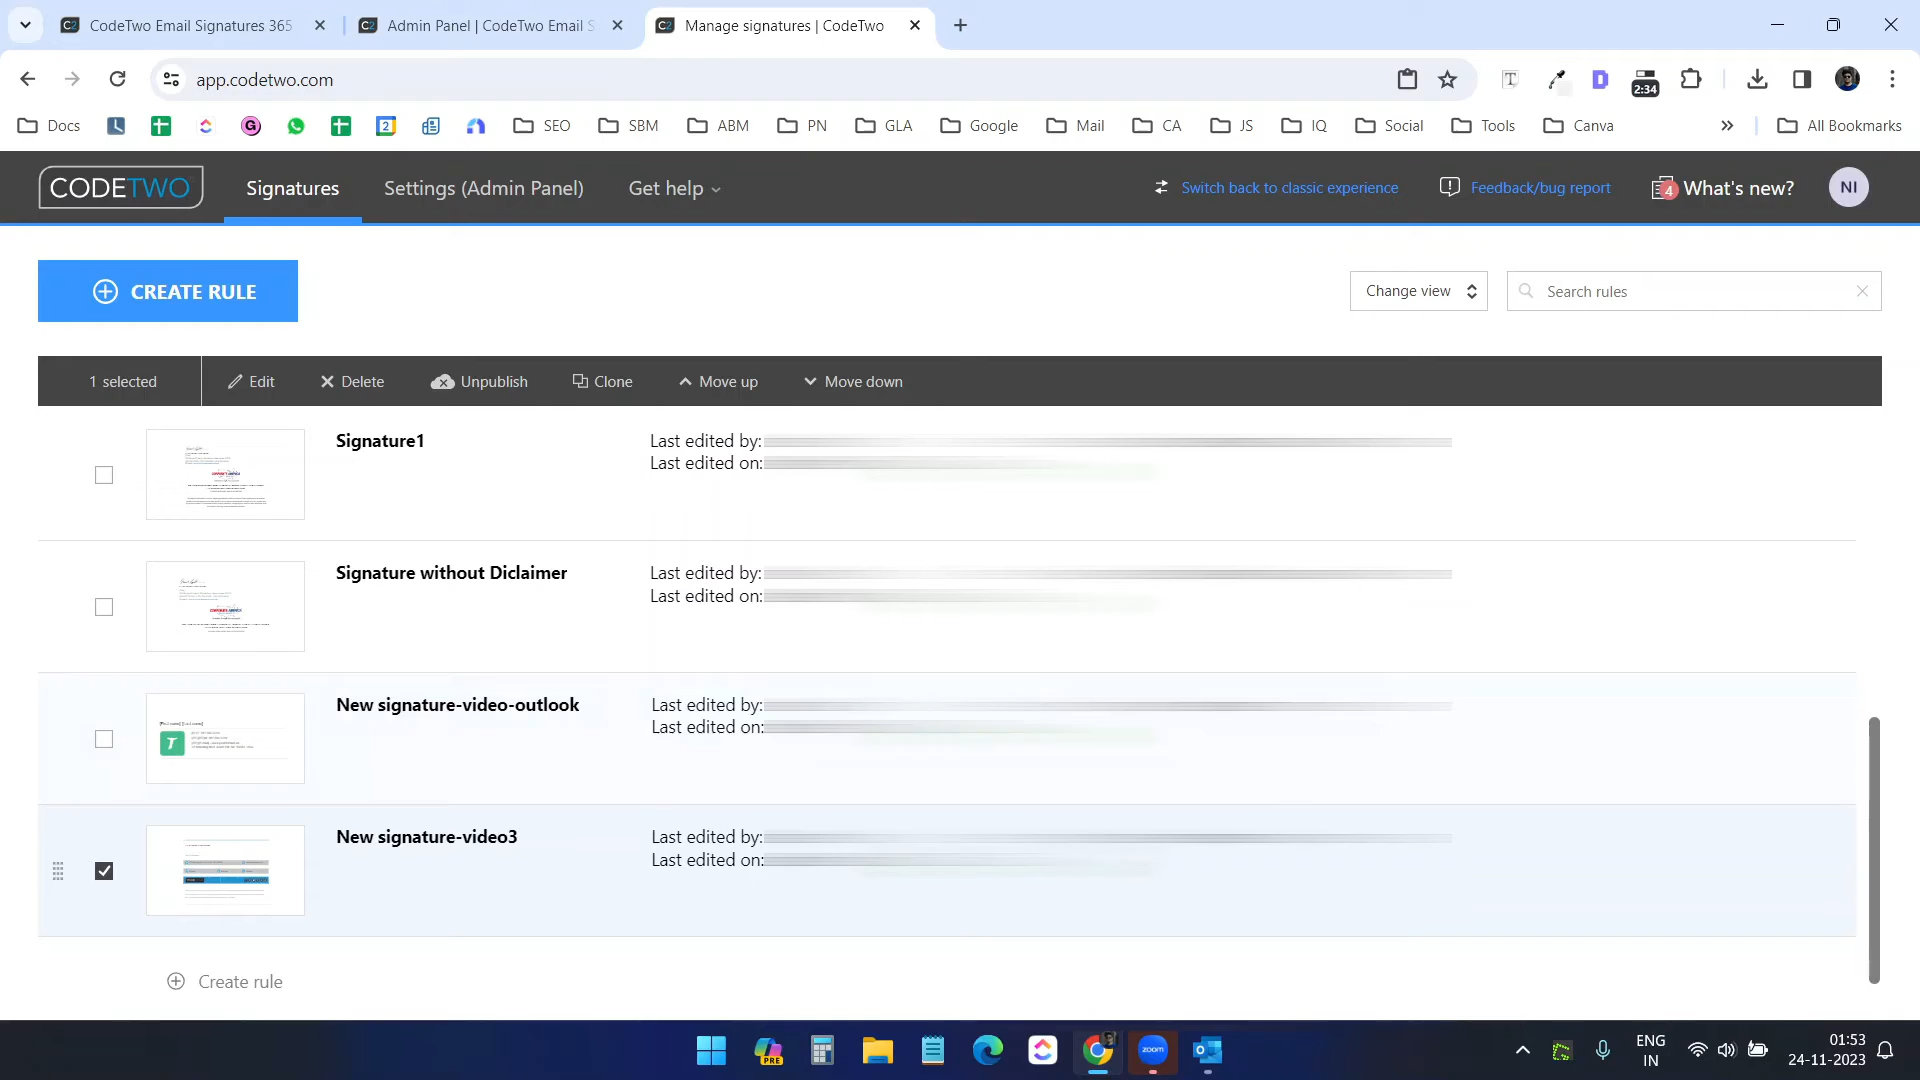 CodeTwo Email Signatures 365
Admin Panel | CodeTwo Email S
Manage signatures | CodeTwo
app.codetwo.com
2:34
Docs
SEO
SBM
ABM
PN
GLA
Google
Mail
CA
JS
IQ
Social
Tools
Canva
All Bookmarks
CODETWO
Signatures
Settings (Admin Panel)
Get help
Switch back to classic experience
Feedback/bug report
4
What's new?
NI
CREATE RULE
Change view
Search rules
1 selected
Edit
Delete
Unpublish
Clone
Move up
Move down
Signature1
Last edited by:
Last edited on:
Signature without Diclaimer
Last edited by:
Last edited on:
New signature-video-outlook
Last edited by:
Last edited on:
New signature-video3
Last edited by:
Last edited on:
Create rule
PRE
zoom
ENG
IN
01:53
24-11-2023